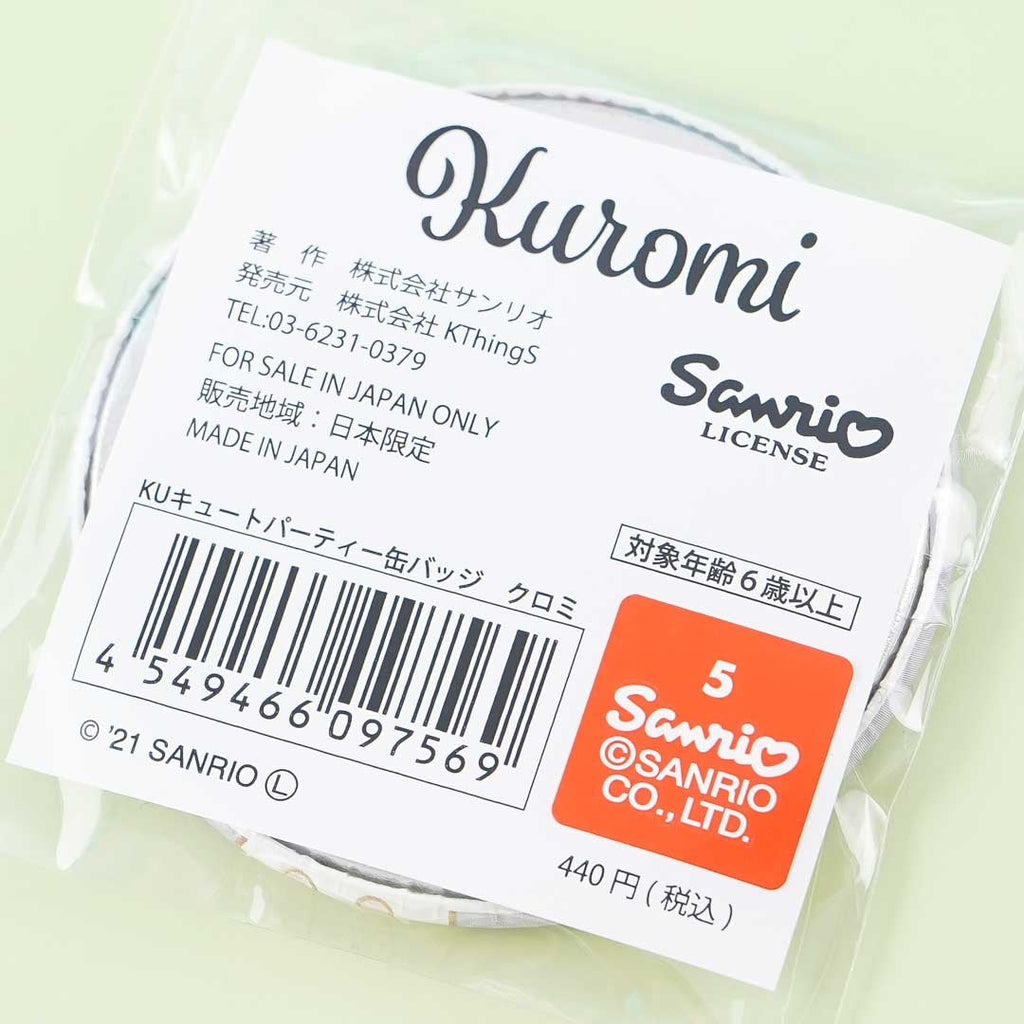 Kuromi
著 作 株式会社サンリオ
発売元 株式会社 KThingS
TEL:03-6231-0379
FOR SALE IN JAPAN ONLY
販売地域：日本限定
MADE IN JAPAN
Sanrio
LICENSE
KUキュートパーティー缶バッジ クロミ
4 549466 097569
© '21 SANRIO Ⓛ
対象年齢６歳以上
5
Sanrio
©SANRIO
CO., LTD.
440 円 ( 税込 )